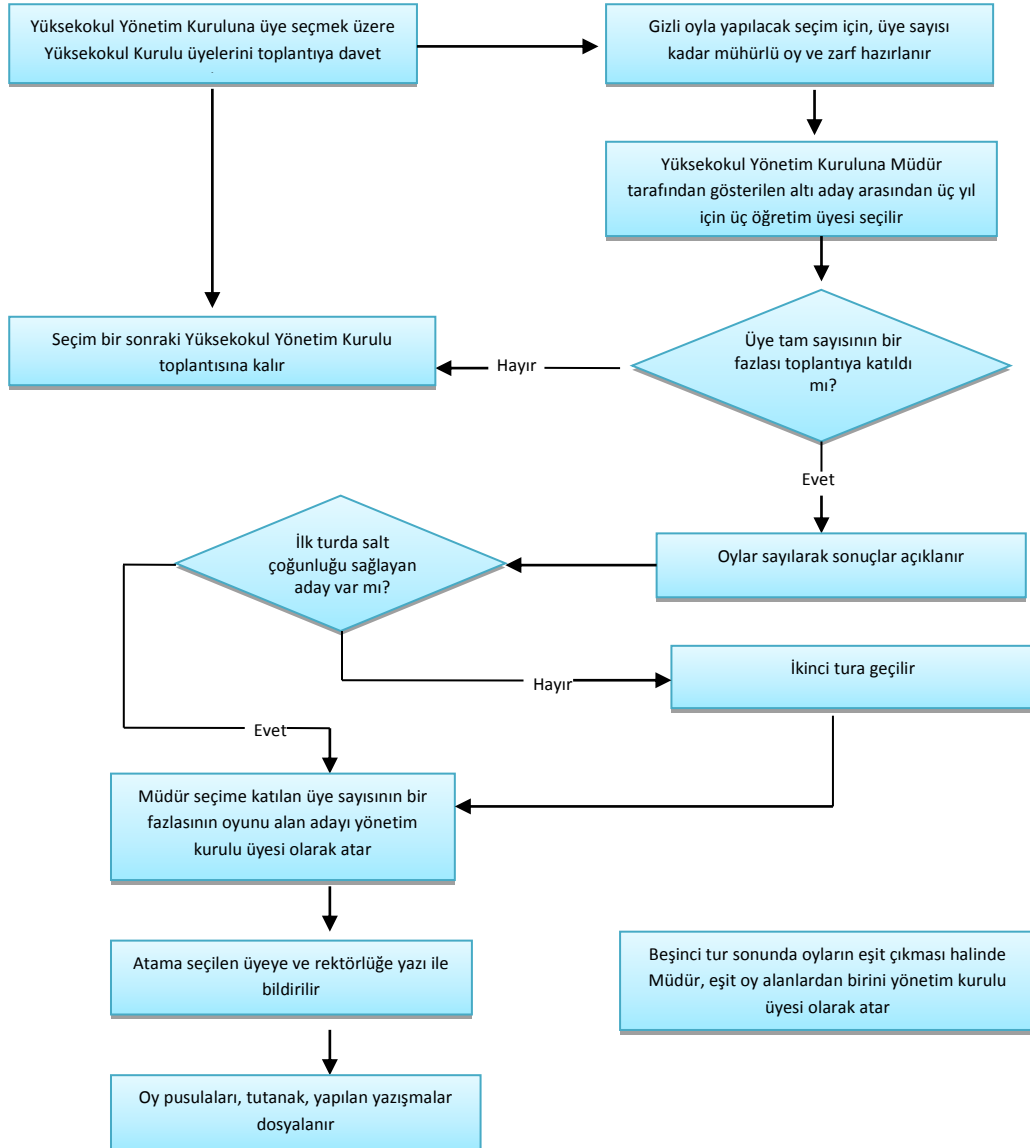 Yüksekokul Yönetim Kuruluna üye seçmek üzere
Yüksekokul Kurulu üyelerini toplantıya davet
Gizli oyla yapılacak seçim için, üye sayısı
kadar mühürlü oy ve zarf hazırlanır
Yüksekokul Yönetim Kuruluna Müdür
tarafından gösterilen altı aday arasından üç yıl
için üç öğretim üyesi seçilir
Seçim bir sonraki Yüksekokul Yönetim Kurulu
toplantısına kalır
Hayır
Üye tam sayısının bir
fazlası toplantıya katıldı
mı?
Evet
İlk turda salt
çoğunluğu sağlayan
aday var mı?
Oylar sayılarak sonuçlar açıklanır
Hayır
İkinci tura geçilir
Evet
Müdür seçime katılan üye sayısının bir
fazlasının oyunu alan adayı yönetim
kurulu üyesi olarak atar
Atama seçilen üyeye ve rektörlüğe yazı ile
bildirilir
Beşinci tur sonunda oyların eşit çıkması halinde
Müdür, eşit oy alanlardan birini yönetim kurulu
üyesi olarak atar
Oy pusulaları, tutanak, yapılan yazışmalar
dosyalanır